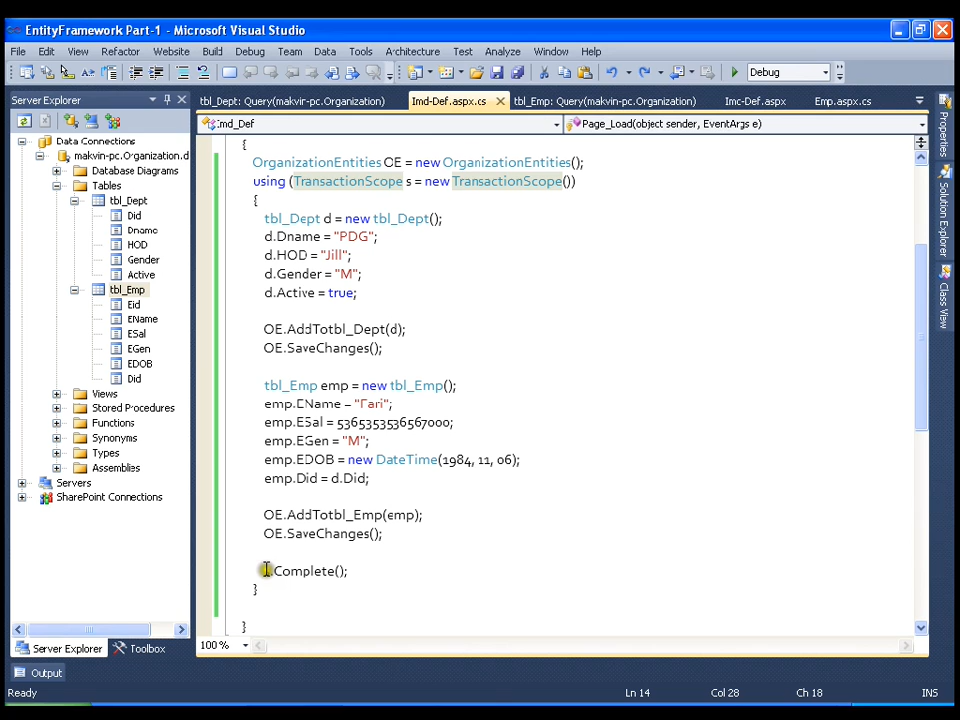 EntityFramework Part-1 - Microsoft Visual Studio
File Edit View Refactor Website Build Debug Team Data Tools Architecture Test Analyze Window Help
Debug
Server Explorer
tbl_Dept: Query(makvin-pc.Organization) Imd-Def.aspx.cs tbl_Emp: Query(makvin-pc.Organization) Imc-Def.aspx Emp.aspx.cs
Imd_Def Page_Load(object sender, EventArgs e)
Data Connections
makvin-pc.Organization.d
Database Diagrams
Tables
tbl_Dept
Did
Dname
HOD
Gender
Active
tbl_Emp
Eid
EName
ESal
EGen
EDOB
Did
Views
Stored Procedures
Functions
Synonyms
Types
Assemblies
Servers
SharePoint Connections
Server Explorer Toolbox
{
OrganizationEntities OE = new OrganizationEntities();
using (TransactionScope s = new TransactionScope())
{
tbl_Dept d = new tbl_Dept();
d.Dname = "PDG";
d.HOD = "Jill";
d.Gender = "M";
d.Active = true;
OE.AddTotbl_Dept(d);
OE.SaveChanges();
tbl_Emp emp = new tbl_Emp();
emp.EName = "Fari";
emp.ESal = 5365353536567000;
emp.EGen = "M";
emp.EDOB = new DateTime(1984, 11, 06);
emp.Did = d.Did;
OE.AddTotbl_Emp(emp);
OE.SaveChanges();
.Complete();
}
}
100 %
Properties
Solution Explorer
Class View
Output
Ready Ln 14 Col 28 Ch 18 INS